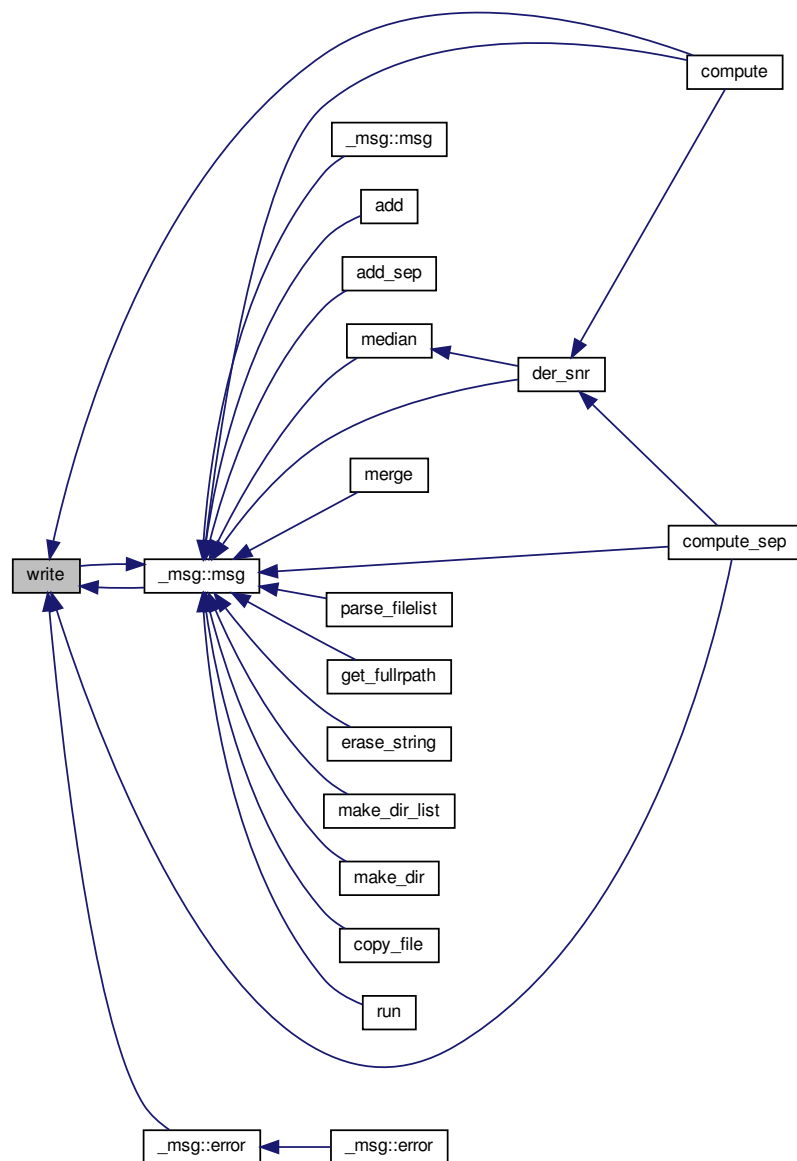 compute
_msg::msg
add
add_sep
median
der_snr
merge
compute_sep
write
_msg::msg
parse_filelist
get_fullrpath
erase_string
make_dir_list
make_dir
copy_file
run
_msg::error
_msg::error